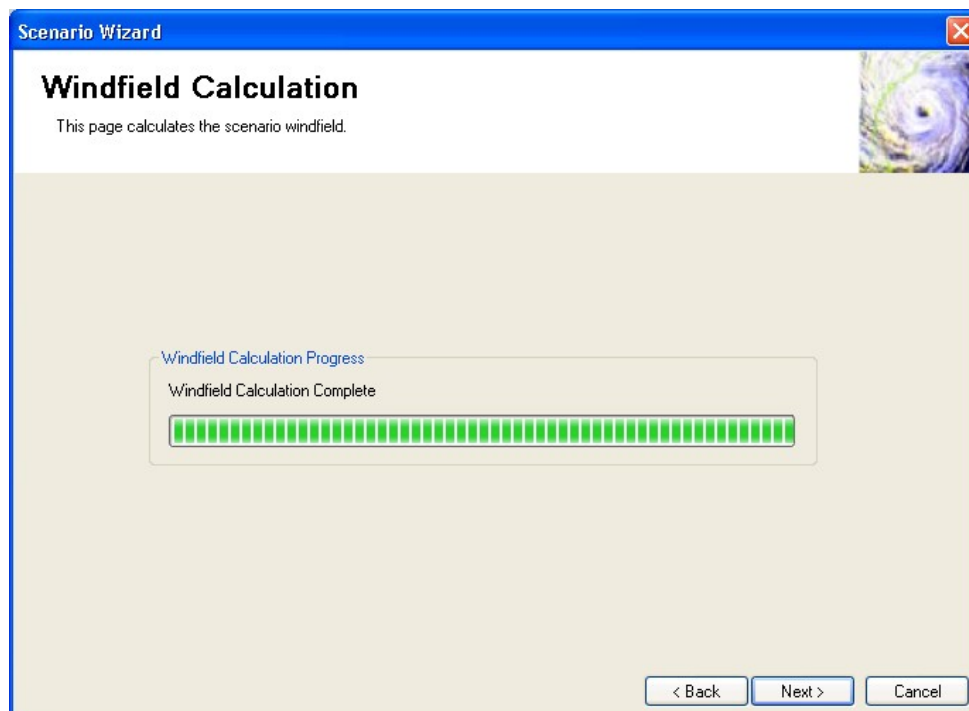 Scenario Wizard
Windfield Calculation
This page calculates the scenario windfield.
Windfield Calculation Progress
Windfield Calculation Complete
< Back Next > Cancel